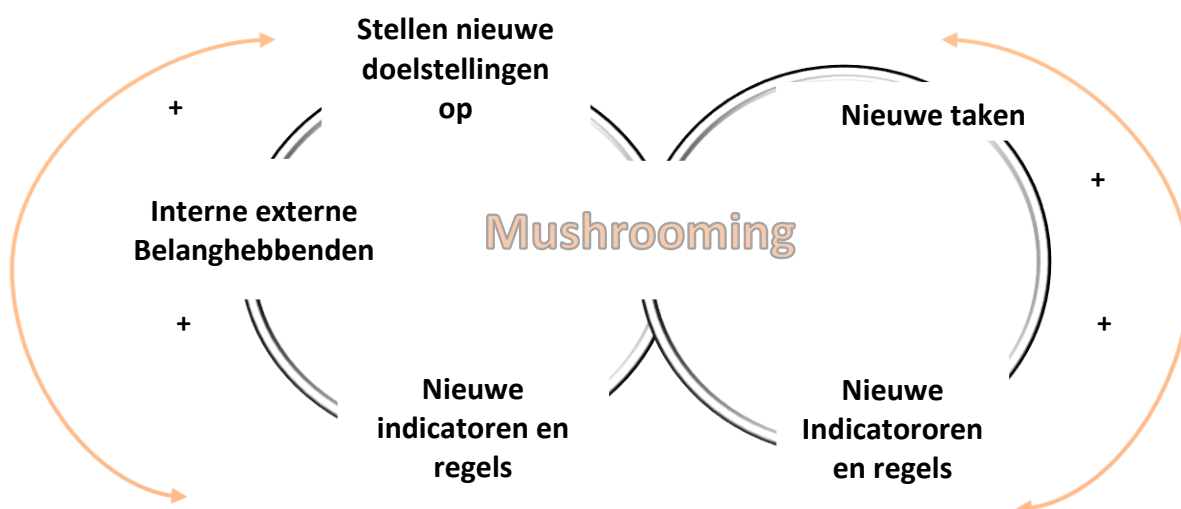 Stellen nieuwe
doelstellingen
op
+
Nieuwe taken
+
Interne externe
Belanghebbenden
Mushrooming
+
+
Nieuwe
indicatoren en
regels
Nieuwe
Indicatororen
en regels